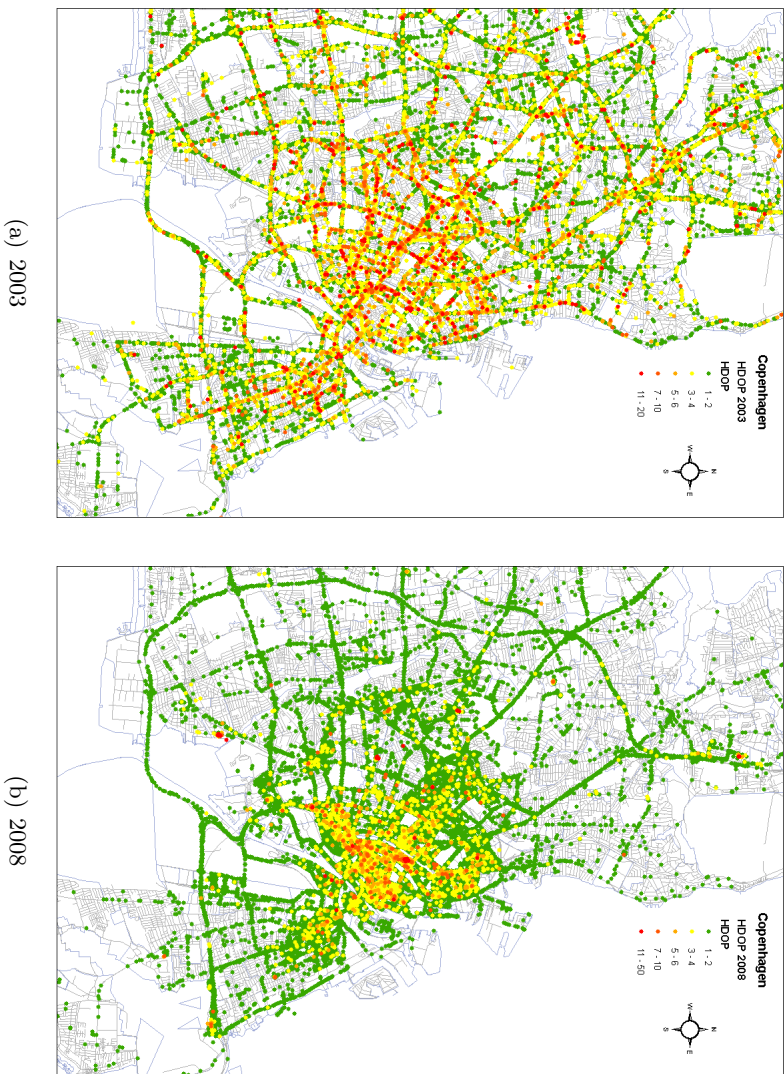 Copenhagen
HDOP 2003
HDOP
1 - 2
3 - 4
5 - 6
7 - 10
11 - 20
N
W
E
S
(a) 2003
Copenhagen
HDOP 2008
HDOP
1 - 2
3 - 4
5 - 6
7 - 10
11 - 50
N
W
E
S
(b) 2008